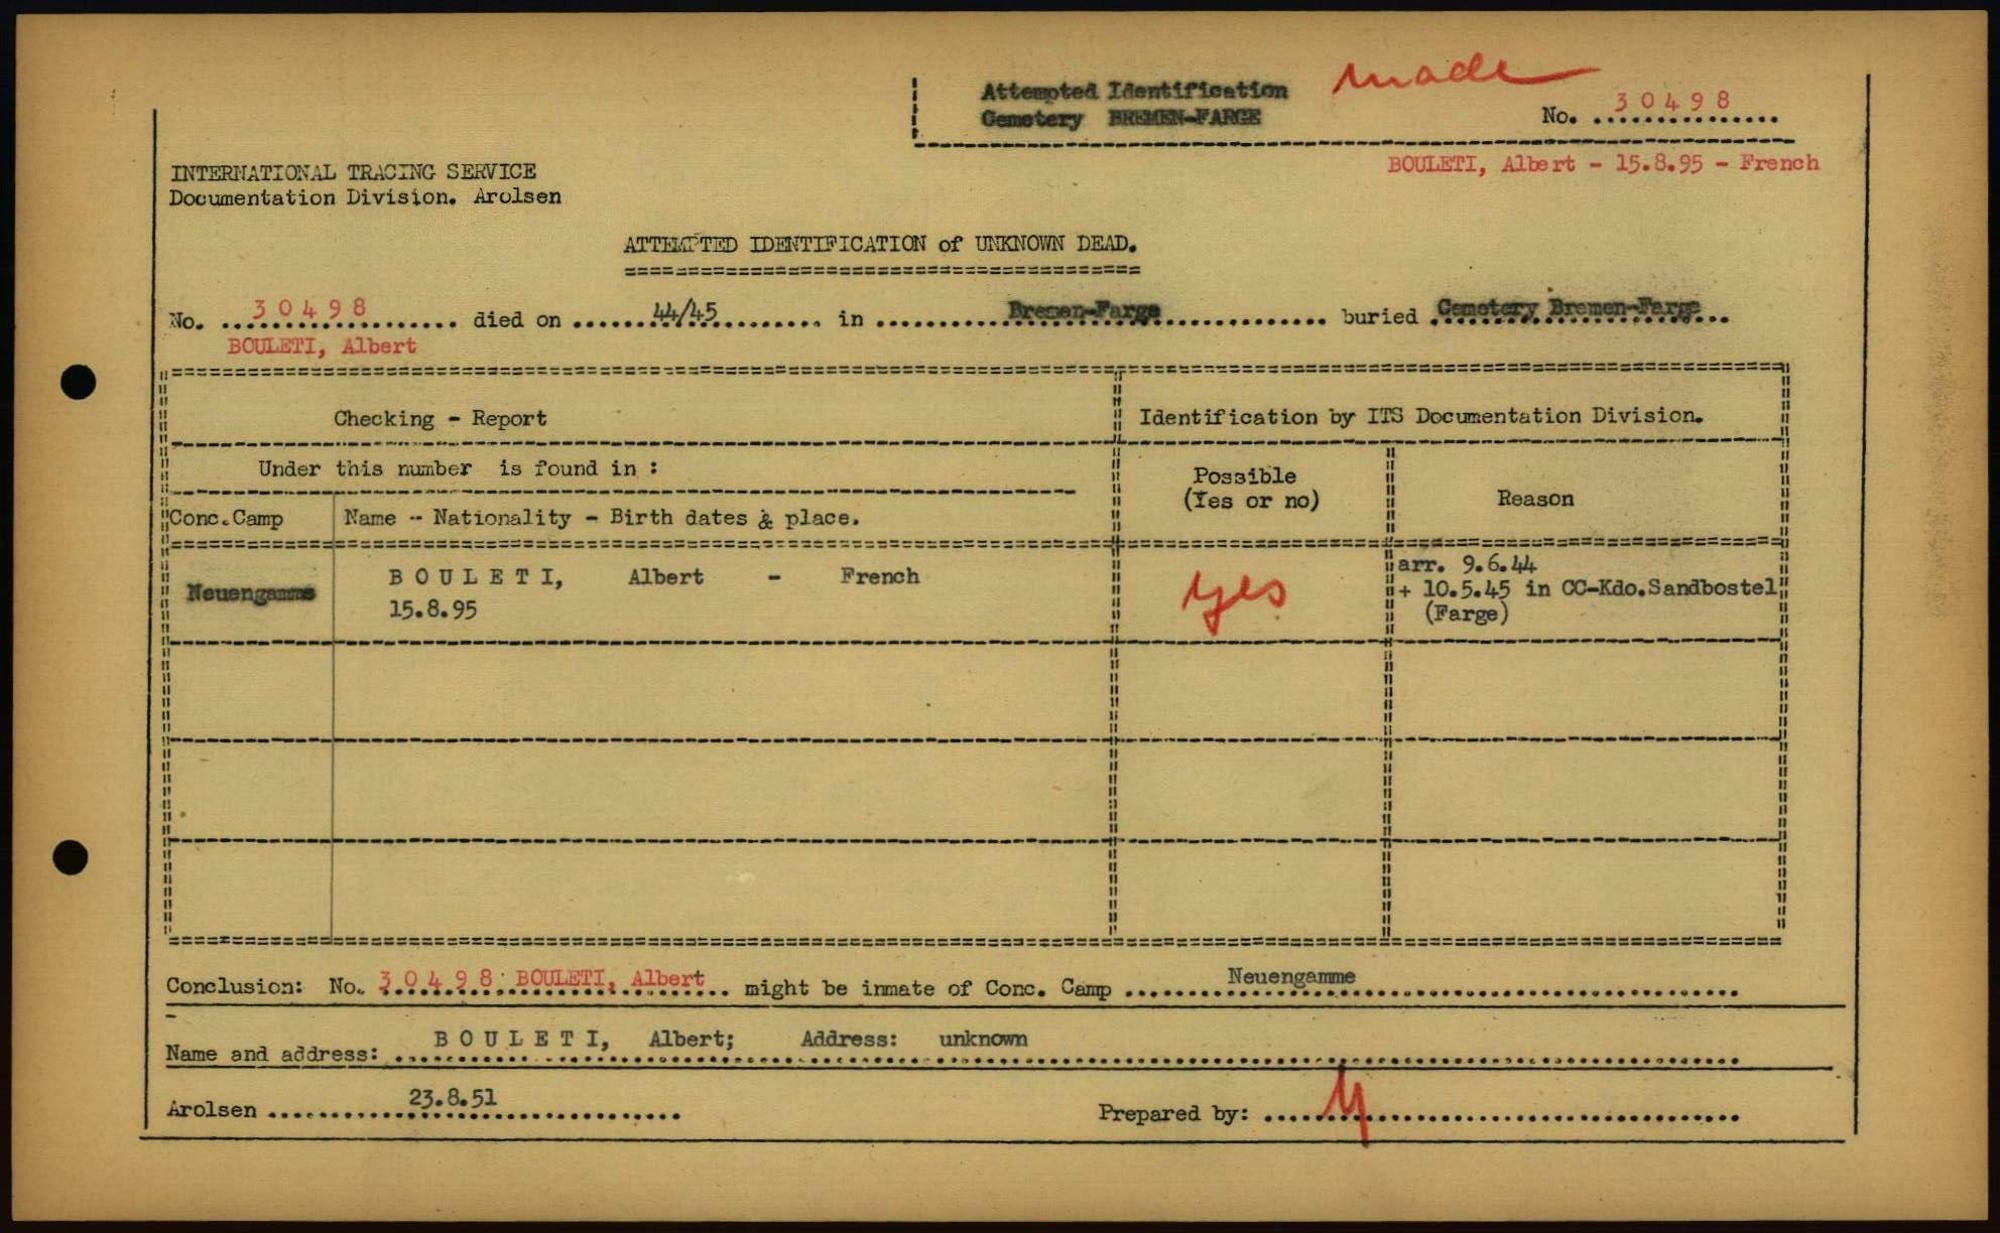 Attempted Identification made
Cemetery BREMEN-FARGE
No. 30498
BOULETI, Albert - 15.8.95 - French
INTERNATIONAL TRACING SERVICE
Documentation Division. Arolsen
ATTEMPTED IDENTIFICATION of UNKNOWN DEAD.
No. 30498 died on 44/45 in Bremen-Farge buried Cemetery Bremen-Farge
BOULETI, Albert
Checking - Report
Identification by ITS Documentation Division.
Under this number is found in :
Possible
(Yes or no)
Reason
Conc.Camp
Name - Nationality - Birth dates & place.
Neuengamme
B O U L E T I, Albert - French
15.8.95
yes
arr. 9.6.44
+ 10.5.45 in CC-Kdo.Sandbostel
(Farge)
Conclusion: No. 30498 BOULETI, Albert might be inmate of Conc. Camp Neuengamme
Name and address: B O U L E T I, Albert; Address: unknown
Arolsen 23.8.51
Prepared by: